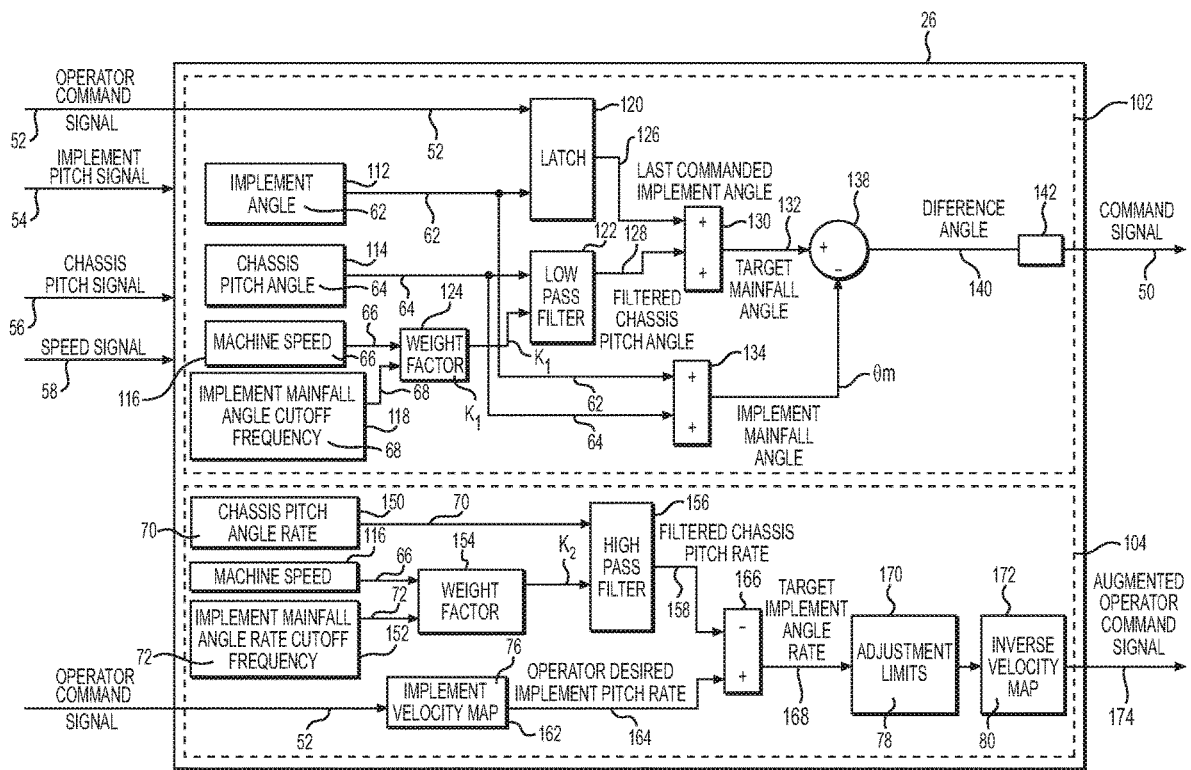 26
OPERATOR
COMMAND
SIGNAL
52
52
120
LATCH
126
102
IMPLEMENT
PITCH SIGNAL
54
IMPLEMENT
ANGLE
62
112
62
LAST COMMANDED
IMPLEMENT ANGLE
130
132
138
DIFERENCE
ANGLE
140
142
COMMAND
SIGNAL
50
CHASSIS
PITCH SIGNAL
56
CHASSIS
PITCH ANGLE
64
114
64
122
LOW
PASS
FILTER
128
FILTERED
CHASSIS
PITCH ANGLE
+
+
TARGET
MAINFALL
ANGLE
+
-
SPEED SIGNAL
58
MACHINE SPEED
66
116
66
124
WEIGHT
FACTOR
K1
K1
68
IMPLEMENT MAINFALL
ANGLE CUTOFF
FREQUENCY
68
118
62
64
134
+
+
IMPLEMENT
MAINFALL
ANGLE
θm
CHASSIS PITCH
ANGLE RATE
70
150
70
156
HIGH
PASS
FILTER
FILTERED CHASSIS
PITCH RATE
158
104
116
MACHINE SPEED
66
154
WEIGHT
FACTOR
K2
IMPLEMENT MAINFALL
ANGLE RATE CUTOFF
FREQUENCY
72
72
152
166
-
+
TARGET
IMPLEMENT
ANGLE
RATE
168
170
ADJUSTMENT
LIMITS
78
172
INVERSE
VELOCITY
MAP
80
AUGMENTED
OPERATOR
COMMAND
SIGNAL
174
OPERATOR
COMMAND
SIGNAL
52
76
IMPLEMENT
VELOCITY MAP
162
OPERATOR DESIRED
IMPLEMENT PITCH RATE
164